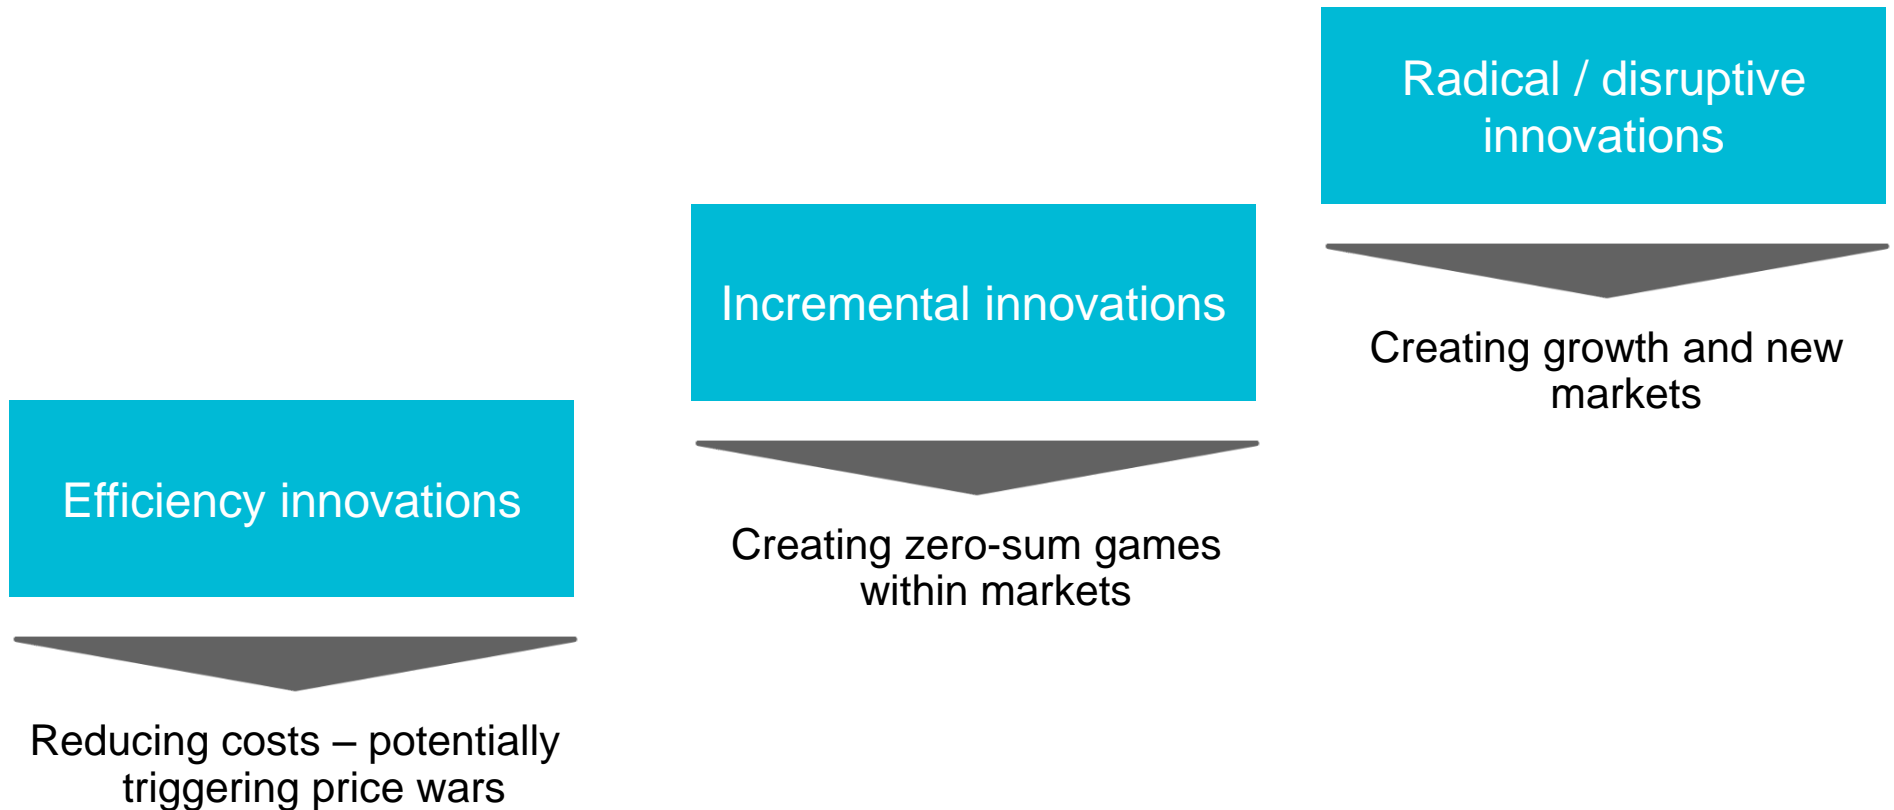 Radical / disruptive
innovations
Creating growth and new
markets
Incremental innovations
Creating zero-sum games
within markets
Efficiency innovations
Reducing costs – potentially
triggering price wars